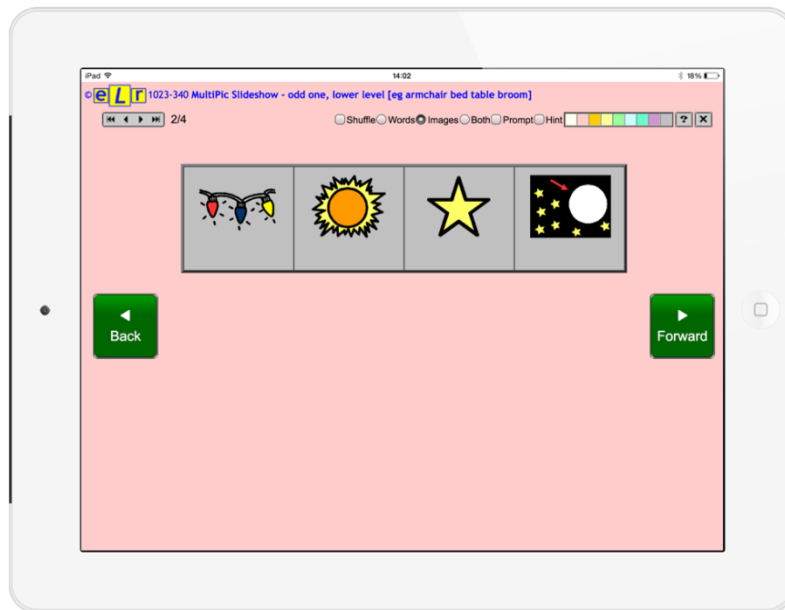 iPad 14:02 18%
© eLr 1023-340 MultiPic Slideshow - odd one, lower level [eg armchair bed table broom]
2/4 Shuffle Words Images Both Prompt Hint ? X
Back Forward